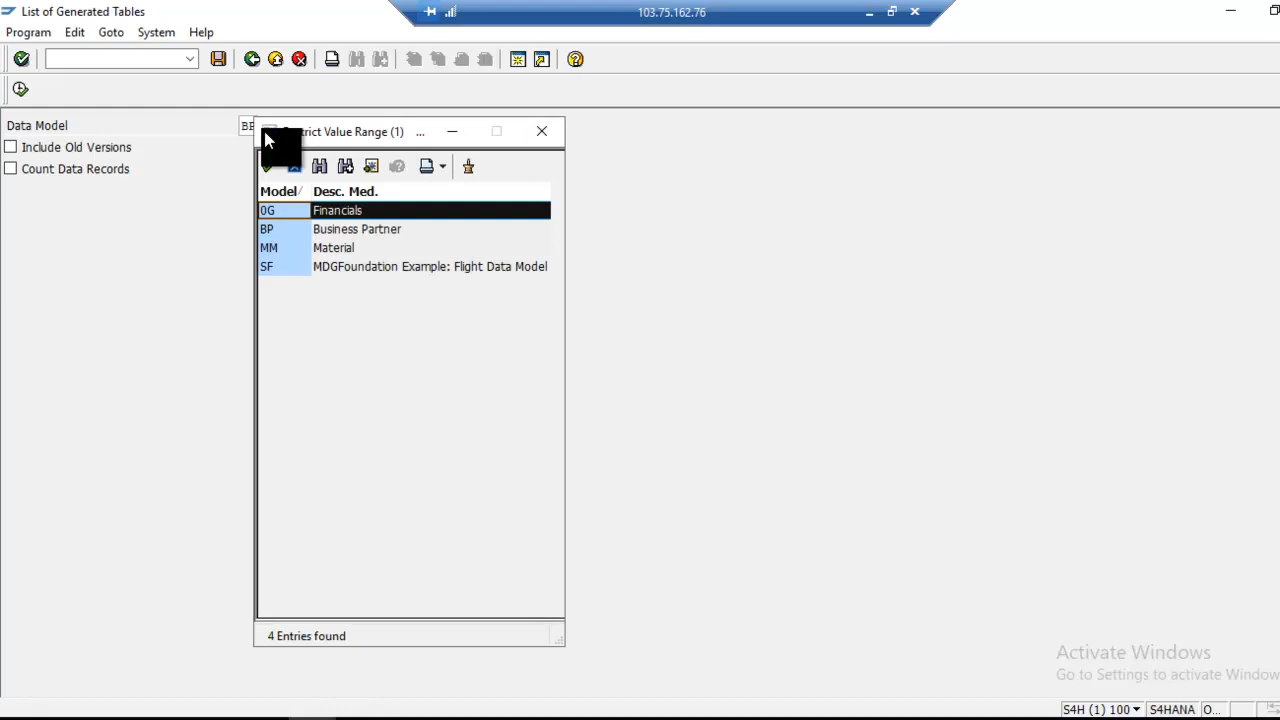 List of Generated Tables
103.75.162.76
Program Edit Goto System Help
Data Model
Include Old Versions
Count Data Records
Value Range (1) ...
Model Desc. Med.
0G Financials
BP Business Partner
MM Material
SF MDGFoundation Example: Flight Data Model
4 Entries found
Activate Windows
Go to Settings to activate Window
S4H (1) 100 S4HANA O...